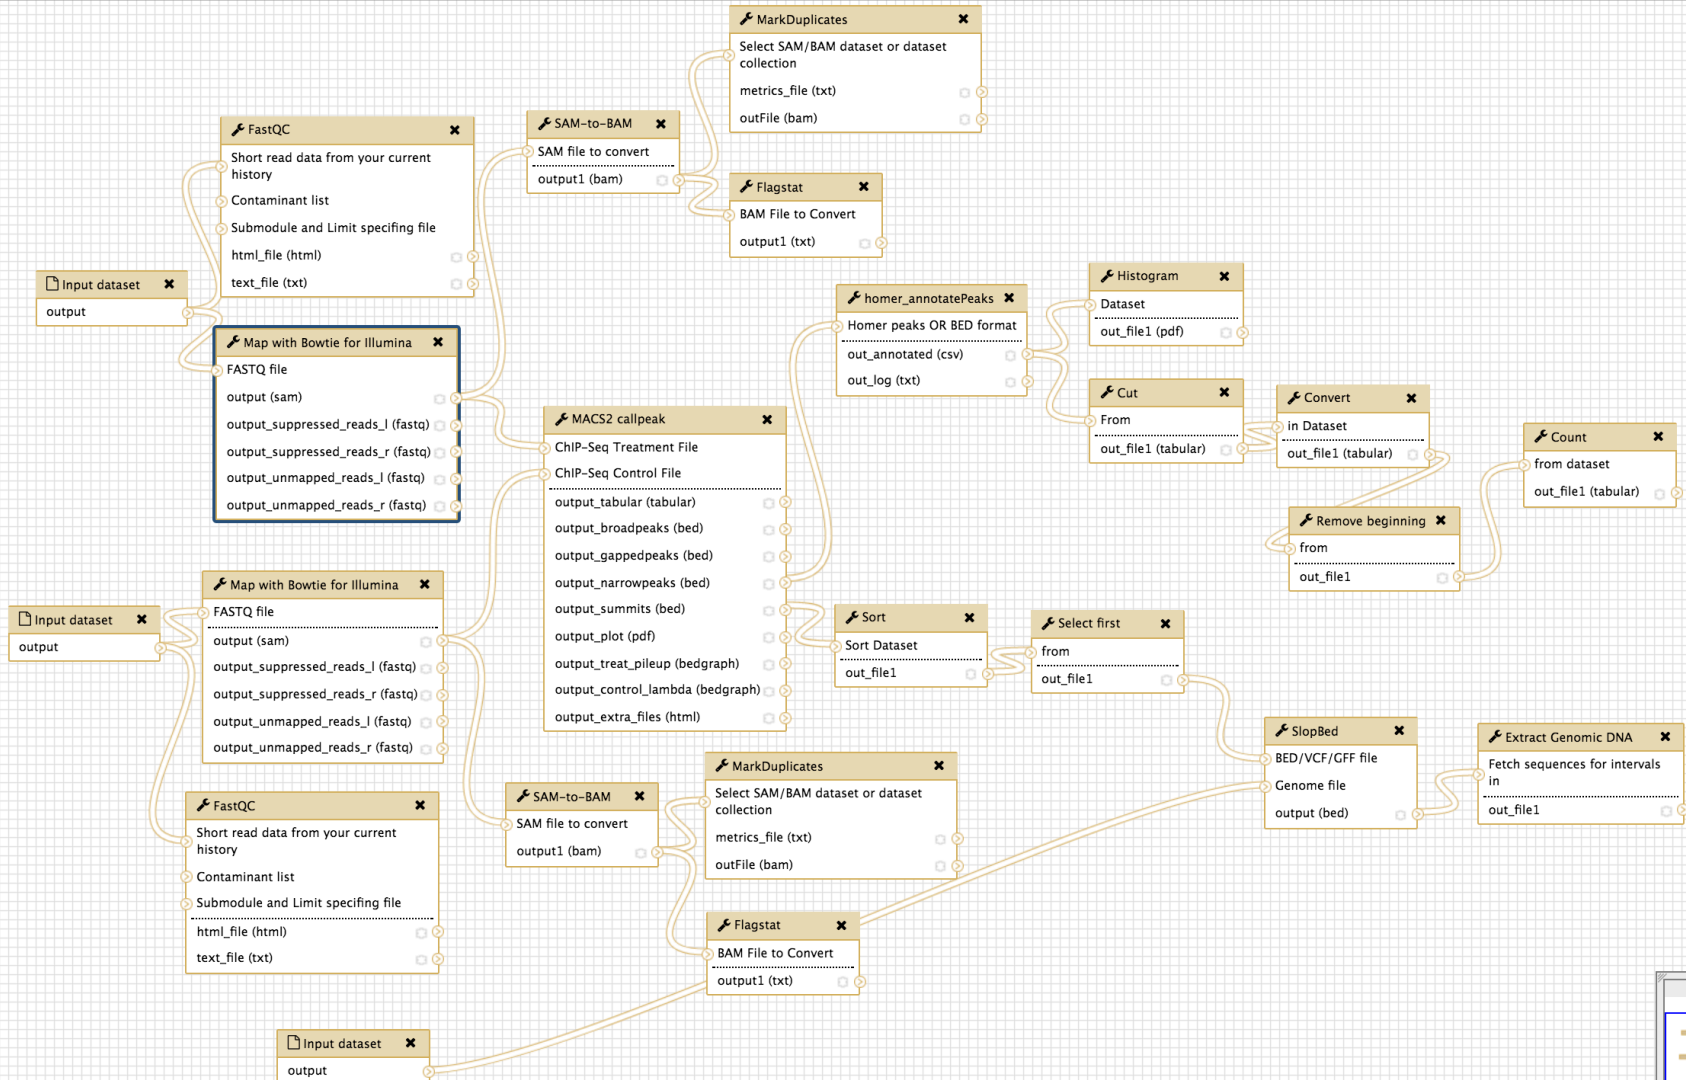 MarkDuplicates
Select SAM/BAM dataset or dataset
collection
metrics_file (txt)
outFile (bam)
FastQC
Short read data from your current
history
Contaminant list
Submodule and Limit specifing file
html_file (html)
text_file (txt)
SAM-to-BAM
SAM file to convert
output1 (bam)
Flagstat
BAM File to Convert
output1 (txt)
Input dataset
output
Map with Bowtie for Illumina
FASTQ file
output (sam)
output_suppressed_reads_l (fastq)
output_suppressed_reads_r (fastq)
output_unmapped_reads_l (fastq)
output_unmapped_reads_r (fastq)
homer_annotatePeaks
Homer peaks OR BED format
out_annotated (csv)
out_log (txt)
Histogram
Dataset
out_file1 (pdf)
Cut
From
out_file1 (tabular)
Convert
in Dataset
out_file1 (tabular)
Count
from dataset
out_file1 (tabular)
Remove beginning
from
out_file1
MACS2 callpeak
ChIP-Seq Treatment File
ChIP-Seq Control File
output_tabular (tabular)
output_broadpeaks (bed)
output_gappedpeaks (bed)
output_narrowpeaks (bed)
output_summits (bed)
output_plot (pdf)
output_treat_pileup (bedgraph)
output_control_lambda (bedgraph)
output_extra_files (html)
Input dataset
output
Map with Bowtie for Illumina
FASTQ file
output (sam)
output_suppressed_reads_l (fastq)
output_suppressed_reads_r (fastq)
output_unmapped_reads_l (fastq)
output_unmapped_reads_r (fastq)
Sort
Sort Dataset
out_file1
Select first
from
out_file1
SlopBed
BED/VCF/GFF file
Genome file
output (bed)
Extract Genomic DNA
Fetch sequences for intervals
in
out_file1
FastQC
Short read data from your current
history
Contaminant list
Submodule and Limit specifing file
html_file (html)
text_file (txt)
SAM-to-BAM
SAM file to convert
output1 (bam)
MarkDuplicates
Select SAM/BAM dataset or dataset
collection
metrics_file (txt)
outFile (bam)
Flagstat
BAM File to Convert
output1 (txt)
Input dataset
output